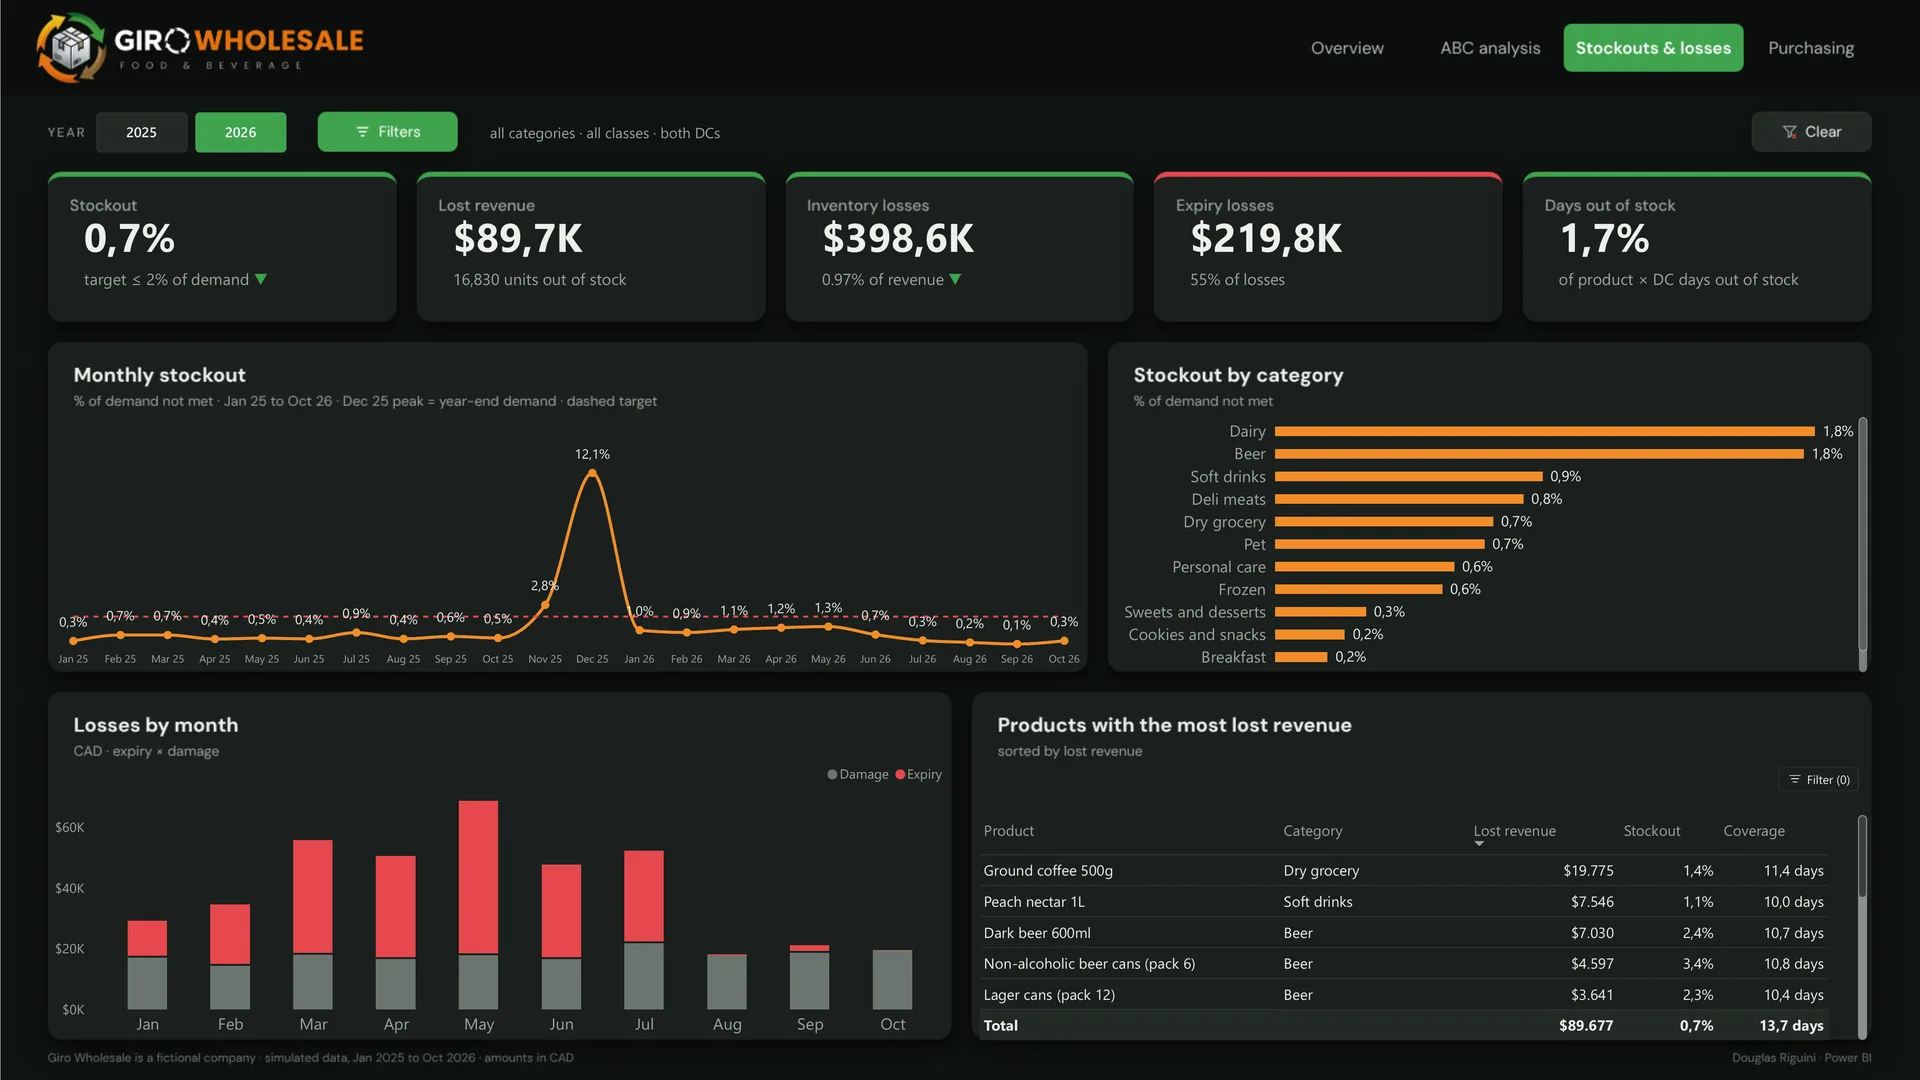 GIRO WHOLESALE
FOOD & BEVERAGE
Overview
ABC analysis
Stockouts & losses
Purchasing
YEAR
2025
2026
Filters
all categories · all classes · both DCs
Clear
Stockout
0,7%
target ≤ 2% of demand ▼
Lost revenue
$89,7K
16,830 units out of stock
Inventory losses
$398,6K
0.97% of revenue ▼
Expiry losses
$219,8K
55% of losses
Days out of stock
1,7%
of product × DC days out of stock
Monthly stockout
% of demand not met · Jan 25 to Oct 26 · Dec 25 peak = year-end demand · dashed target
12,1%
2,8%
0,3% 0,7% 0,7% 0,4% 0,5% 0,4% 0,9% 0,4% 0,6% 0,5% 1,0% 0,9% 1,1% 1,2% 1,3% 0,7% 0,3% 0,2% 0,1% 0,3%
Jan 25 Feb 25 Mar 25 Apr 25 May 25 Jun 25 Jul 25 Aug 25 Sep 25 Oct 25 Nov 25 Dec 25 Jan 26 Feb 26 Mar 26 Apr 26 May 26 Jun 26 Jul 26 Aug 26 Sep 26 Oct 26
Stockout by category
% of demand not met
Dairy 1,8%
Beer 1,8%
Soft drinks 0,9%
Deli meats 0,8%
Dry grocery 0,7%
Pet 0,7%
Personal care 0,6%
Frozen 0,6%
Sweets and desserts 0,3%
Cookies and snacks 0,2%
Breakfast 0,2%
Losses by month
CAD · expiry × damage
Damage Expiry
$60K
$40K
$20K
$0K
Jan Feb Mar Apr May Jun Jul Aug Sep Oct
Products with the most lost revenue
sorted by lost revenue
Filter (0)
Product Category Lost revenue Stockout Coverage
Ground coffee 500g Dry grocery $19.775 1,4% 11,4 days
Peach nectar 1L Soft drinks $7.546 1,1% 10,0 days
Dark beer 600ml Beer $7.030 2,4% 10,7 days
Non-alcoholic beer cans (pack 6) Beer $4.597 3,4% 10,8 days
Lager cans (pack 12) Beer $3.641 2,3% 10,4 days
Total $89.677 0,7% 13,7 days
Giro Wholesale is a fictional company · simulated data, Jan 2025 to Oct 2026 · amounts in CAD
Douglas Riguini · Power BI